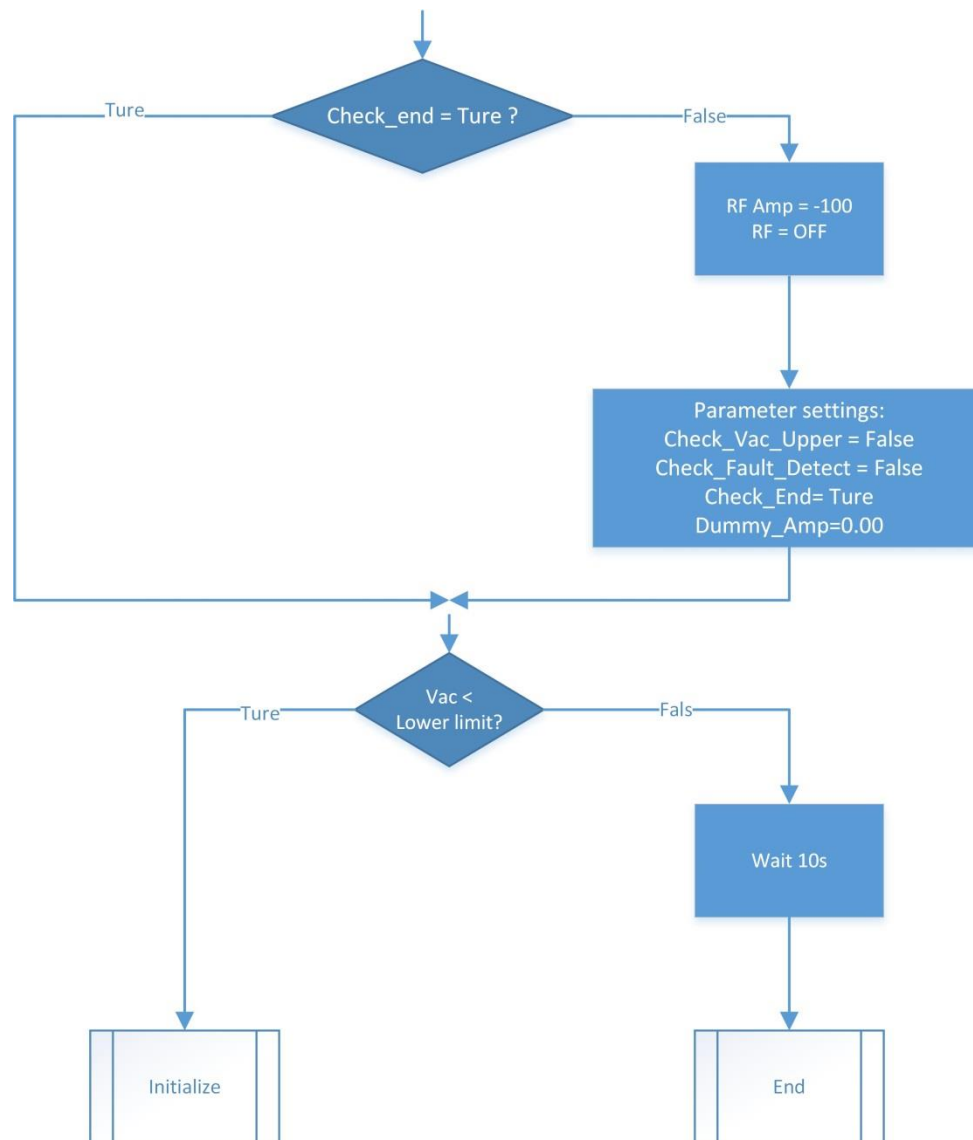 Check_end = Ture ?
Ture
False
RF Amp = -100
RF = OFF
Parameter settings:
Check_Vac_Upper = False
Check_Fault_Detect = False
Check_End= Ture
Dummy_Amp=0.00
Vac <
Lower limit?
Ture
Fals
Wait 10s
Initialize
End